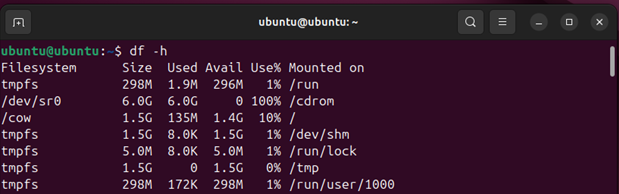 ubuntu@ubuntu: ~
ubuntu@ubuntu:~$ df -h
Filesystem      Size  Used Avail Use% Mounted on
tmpfs           298M  1.9M  296M   1% /run
/dev/sr0        6.0G  6.0G     0 100% /cdrom
/cow            1.5G  135M  1.4G  10% /
tmpfs           1.5G  8.0K  1.5G   1% /dev/shm
tmpfs           5.0M  8.0K  5.0M   1% /run/lock
tmpfs           1.5G     0  1.5G   0% /tmp
tmpfs           298M  172K  298M   1% /run/user/1000